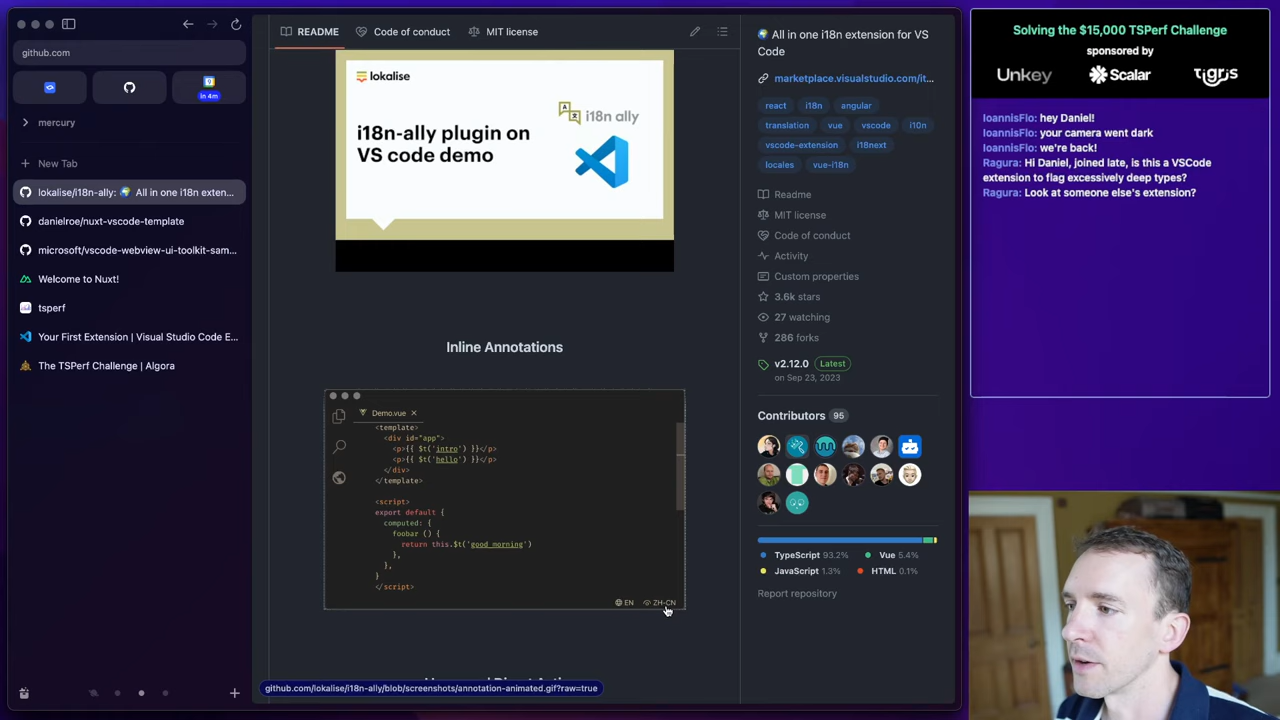 github.com
in 4m
mercury
New Tab
lokalise/i18n-ally: 🌍 All in one i18n exten...
danielroe/nuxt-vscode-template
microsoft/vscode-webview-ui-toolkit-sam...
Welcome to Nuxt!
tsperf
Your First Extension | Visual Studio Code E...
The TSPerf Challenge | Algora
README
Code of conduct
MIT license
lokalise
i18n ally
i18n-ally plugin on
VS code demo
Inline Annotations
Demo.vue ×
<template>
<div id="app">
<p>{{ $t('intro') }}</p>
<p>{{ $t('hello') }}</p>
</div>
</template>
<script>
export default {
computed: {
foobar () {
return this.$t('good_morning')
},
},
}
</script>
EN
ZH-CN
github.com/lokalise/i18n-ally/blob/screenshots/annotation-animated.gif?raw=true
🌍 All in one i18n extension for VS
Code
marketplace.visualstudio.com/it...
react i18n angular
translation vue vscode l10n
vscode-extension i18next
locales vue-i18n
Readme
MIT license
Code of conduct
Activity
Custom properties
3.6k stars
27 watching
286 forks
v2.12.0 Latest
on Sep 23, 2023
Contributors 95
TypeScript 93.2% Vue 5.4%
JavaScript 1.3% HTML 0.1%
Report repository
Solving the $15,000 TSPerf Challenge
sponsored by
Unkey Scalar tigris
IoannisFlo: hey Daniel!
IoannisFlo: your camera went dark
IoannisFlo: we're back!
Ragura: Hi Daniel, joined late, is this a VSCode
extension to flag excessively deep types?
Ragura: Look at someone else's extension?